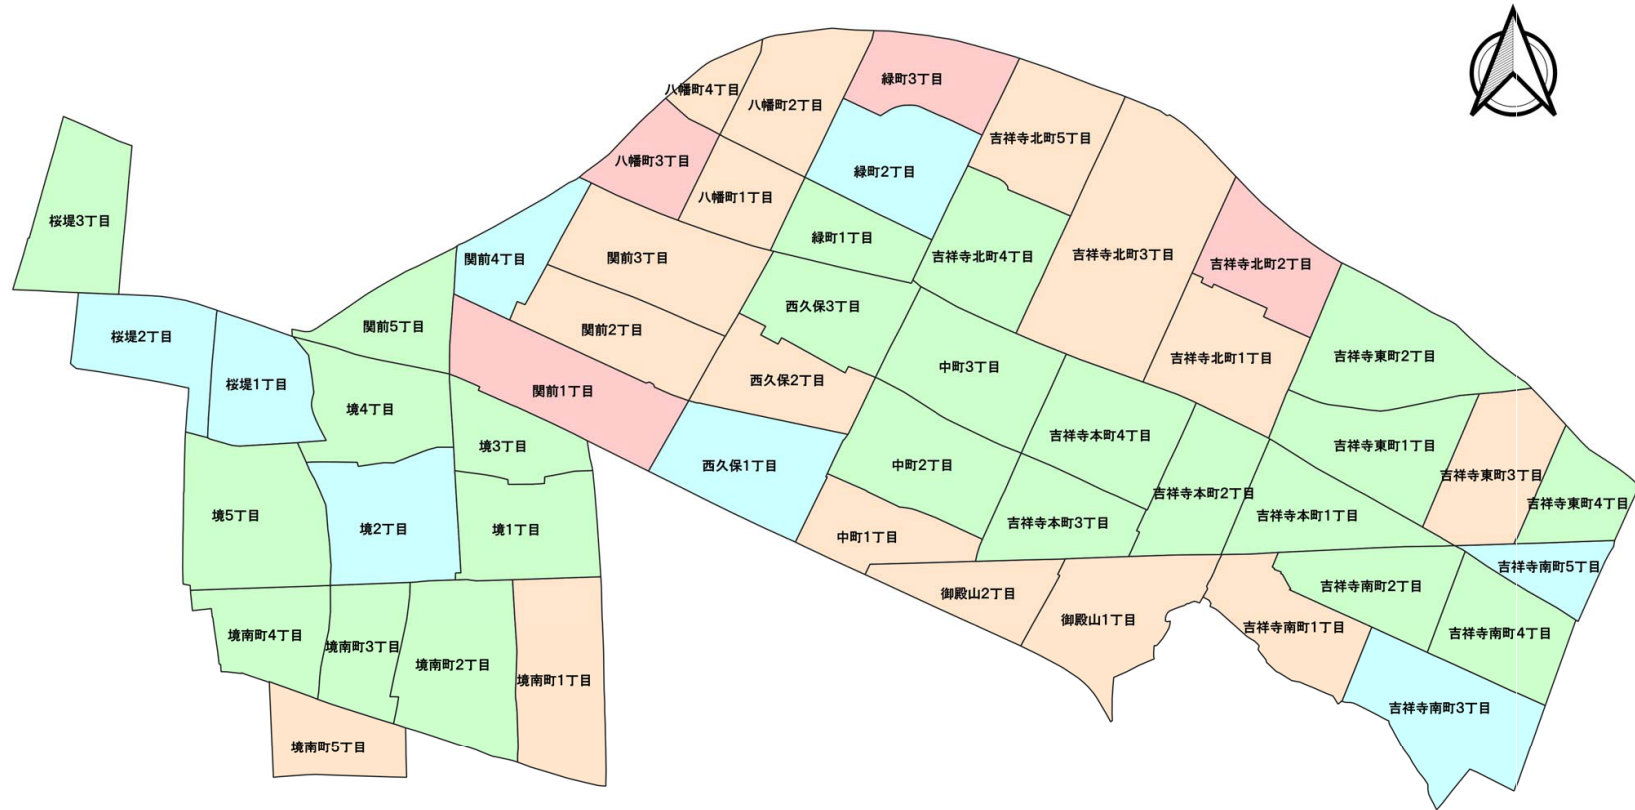 緑町3丁目
八幡町4丁目
八幡町2丁目
吉祥寺北町5丁目
八幡町3丁目
緑町2丁目
八幡町1丁目
桜堤3丁目
緑町1丁目
吉祥寺北町4丁目
吉祥寺北町3丁目
吉祥寺北町2丁目
関前4丁目
関前3丁目
西久保3丁目
関前5丁目
関前2丁目
桜堤2丁目
吉祥寺北町1丁目
吉祥寺東町2丁目
中町3丁目
桜堤1丁目
関前1丁目
西久保2丁目
境4丁目
吉祥寺本町4丁目
吉祥寺東町1丁目
境3丁目
西久保1丁目
中町2丁目
吉祥寺東町3丁目
吉祥寺本町2丁目
吉祥寺東町4丁目
境5丁目
境2丁目
境1丁目
吉祥寺本町3丁目
吉祥寺本町1丁目
中町1丁目
吉祥寺南町5丁目
御殿山2丁目
吉祥寺南町2丁目
御殿山1丁目
吉祥寺南町1丁目
吉祥寺南町4丁目
境南町4丁目
境南町3丁目
境南町2丁目
境南町1丁目
吉祥寺南町3丁目
境南町5丁目